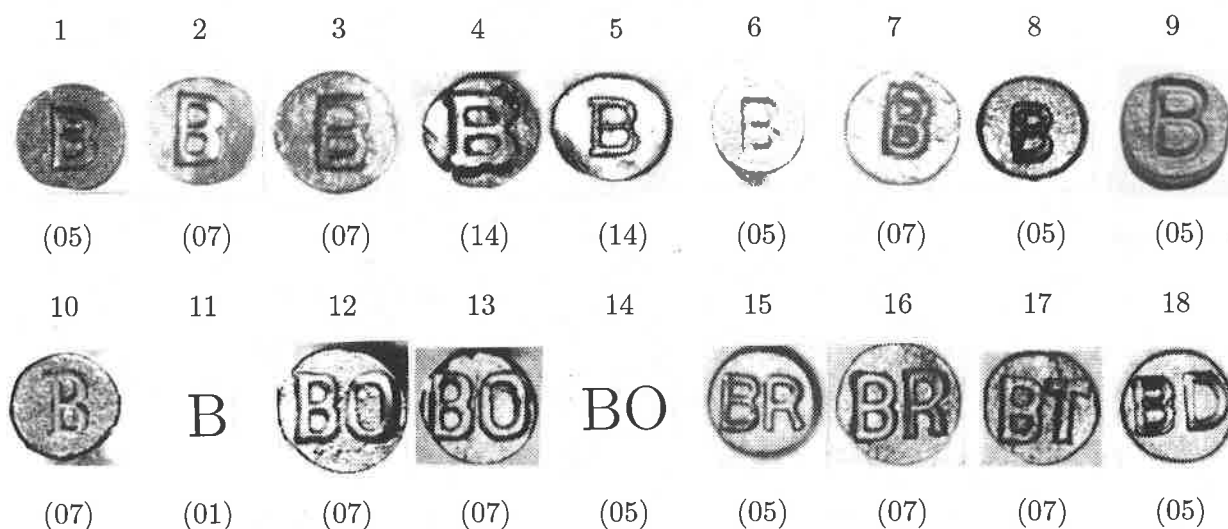 1 2 3 4 5 6 7 8 9
B B B B B B B B B
(05) (07) (07) (14) (14) (05) (07) (05) (05)
10 11 12 13 14 15 16 17 18
B B BO BO BO BR BR BT BD
(07) (01) (07) (07) (05) (05) (07) (07) (05)